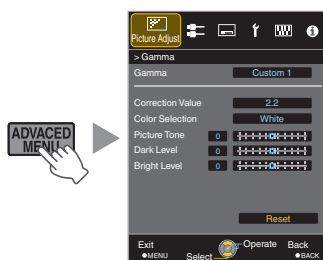 Picture Adjust
> Gamma
Gamma Custom 1
Correction Value 2.2
Color Selection White
Picture Tone 0
Dark Level 0
Bright Level 0
Reset
ADVACED
MENU
Exit Operate Back
●MENU Select ●BACK